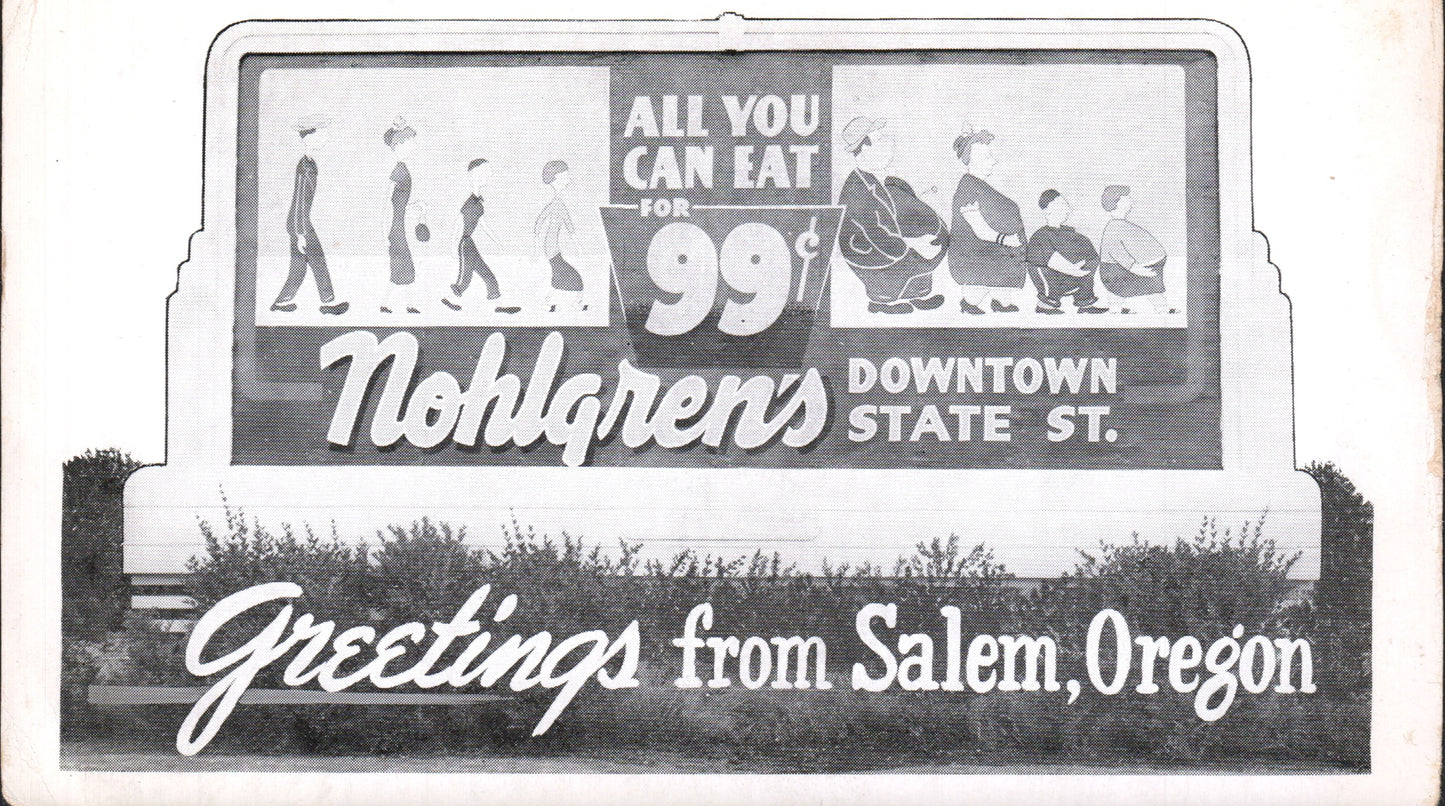 ALL YOU
CAN EAT
FOR
99¢
Nohlgren's
DOWNTOWN
STATE ST.
Greetings from Salem, Oregon